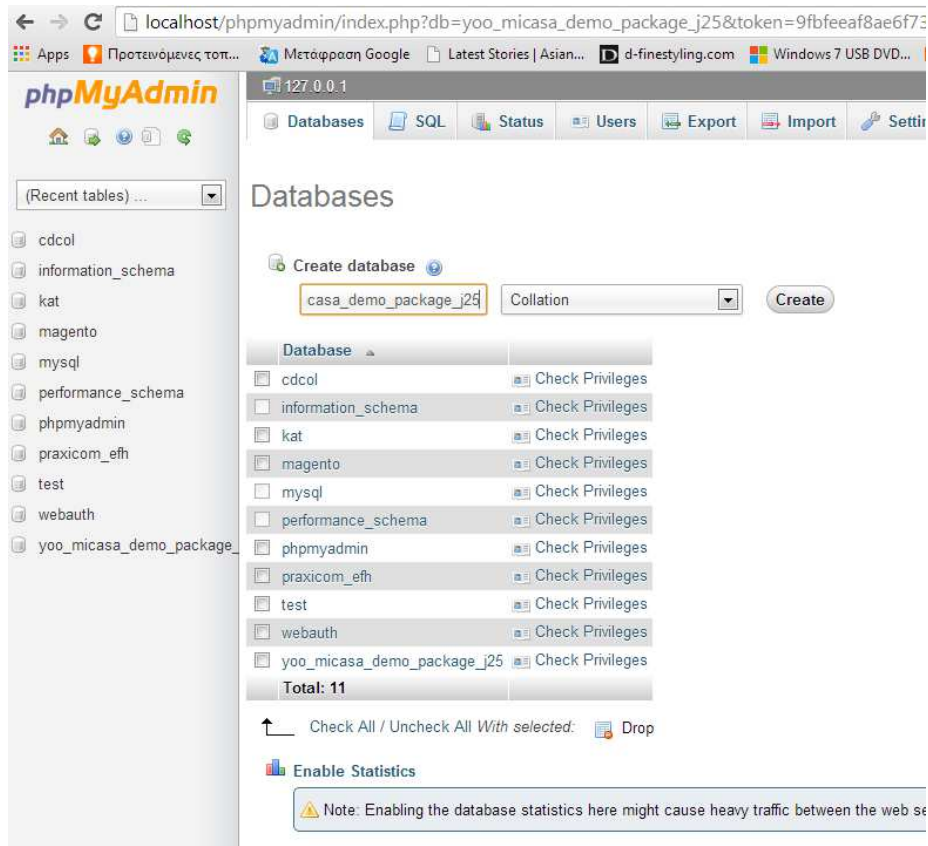 localhost/phpmyadmin/index.php?db=yoo_micasa_demo_package_j25&token=9fbfeeaf8ae6f73
Apps Προτεινόμενες τοπ... Μετάφραση Google Latest Stories | Asian... d-finestyling.com Windows 7 USB DVD...
phpMyAdmin
127.0.0.1
Databases SQL Status Users Export Import Settin
(Recent tables) ...
cdcol
information_schema
kat
magento
mysql
performance_schema
phpmyadmin
praxicom_efh
test
webauth
yoo_micasa_demo_package_
Databases
Create database
casa_demo_package_j25 Collation Create
Database
cdcol Check Privileges
information_schema Check Privileges
kat Check Privileges
magento Check Privileges
mysql Check Privileges
performance_schema Check Privileges
phpmyadmin Check Privileges
praxicom_efh Check Privileges
test Check Privileges
webauth Check Privileges
yoo_micasa_demo_package_j25 Check Privileges
Total: 11
Check All / Uncheck All With selected: Drop
Enable Statistics
Note: Enabling the database statistics here might cause heavy traffic between the web se